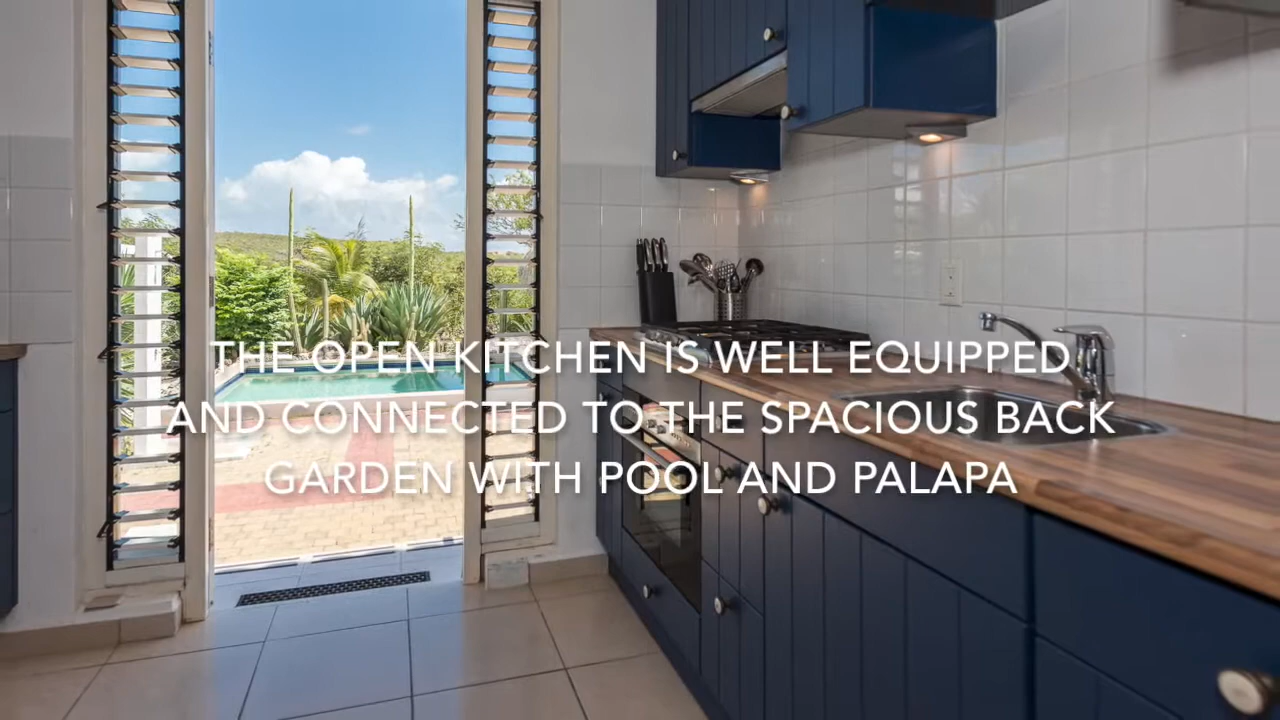 THE OPEN KITCHEN IS WELL EQUIPPED
AND CONNECTED TO THE SPACIOUS BACK
GARDEN WITH POOL AND PALAPA